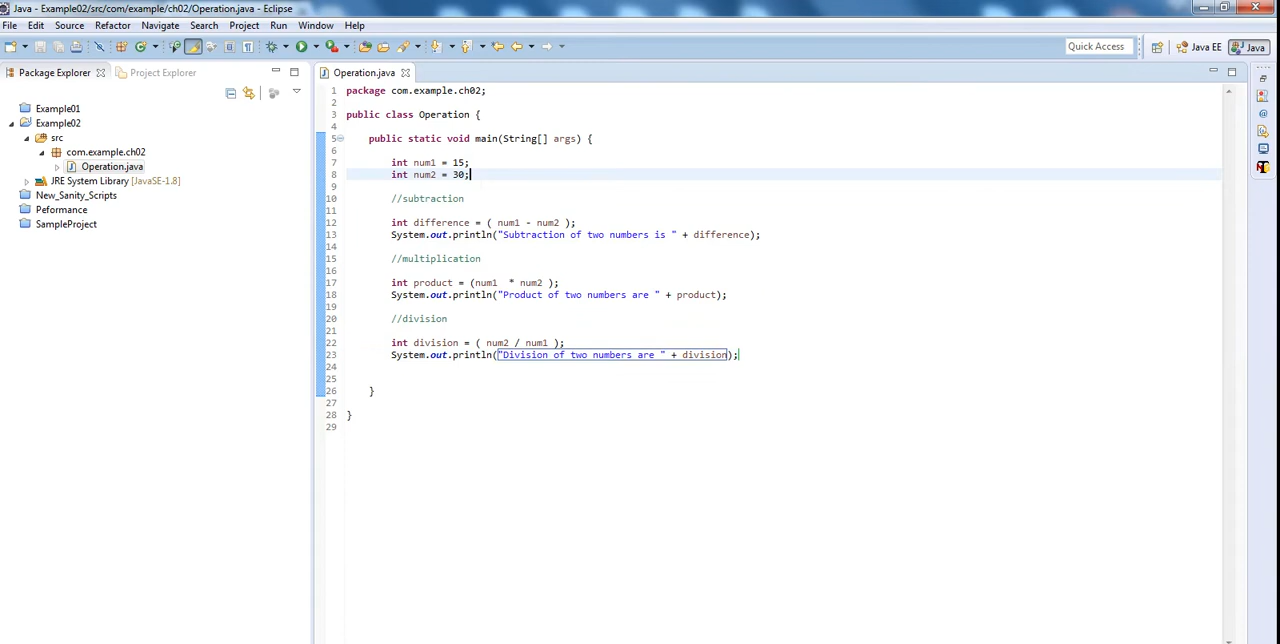 Java - Example02/src/com/example/ch02/Operation.java - Eclipse
File Edit Source Refactor Navigate Search Project Run Window Help
Quick Access Java EE Java
Package Explorer Project Explorer
Operation.java
Example01
Example02
src
com.example.ch02
Operation.java
JRE System Library [JavaSE-1.8]
New_Sanity_Scripts
Peformance
SampleProject
1 package com.example.ch02;
2
3 public class Operation {
4
5 public static void main(String[] args) {
6
7 int num1 = 15;
8 int num2 = 30;
9
10 //subtraction
11
12 int difference = ( num1 - num2 );
13 System.out.println("Subtraction of two numbers is " + difference);
14
15 //multiplication
16
17 int product = (num1  * num2 );
18 System.out.println("Product of two numbers are " + product);
19
20 //division
21
22 int division = ( num2 / num1 );
23 System.out.println("Division of two numbers are " + division);
24
25
26 }
27
28 }
29